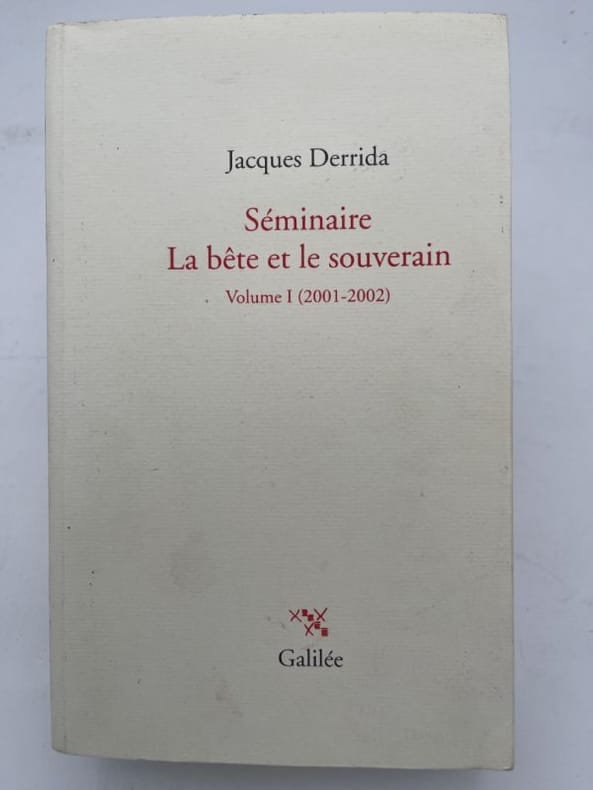 Jacques Derrida
Séminaire
La bête et le souverain
Volume I (2001-2002)
Galilée